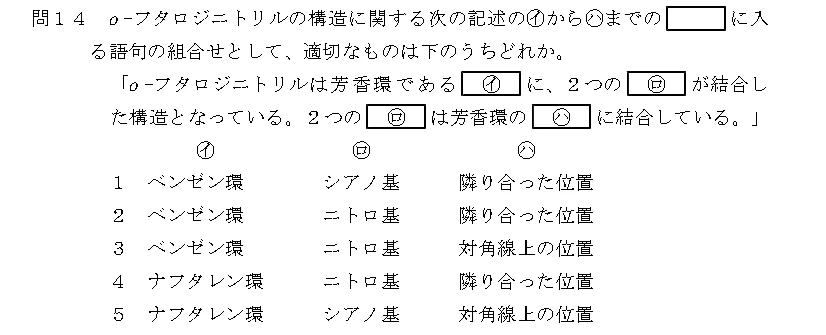 問１４　o-フタロジニトリルの構造に関する次の記述の㋑から㋩までの　　　に入
る語句の組合せとして、適切なものは下のうちどれか。
「o-フタロジニトリルは芳香環である　㋑　に、２つの　㋺　が結合し
た構造となっている。２つの　㋺　は芳香環の　㋩　に結合している。」
㋑　㋺　㋩
１　ベンゼン環　シアノ基　隣り合った位置
２　ベンゼン環　ニトロ基　隣り合った位置
３　ベンゼン環　ニトロ基　対角線上の位置
４　ナフタレン環　ニトロ基　隣り合った位置
５　ナフタレン環　シアノ基　対角線上の位置